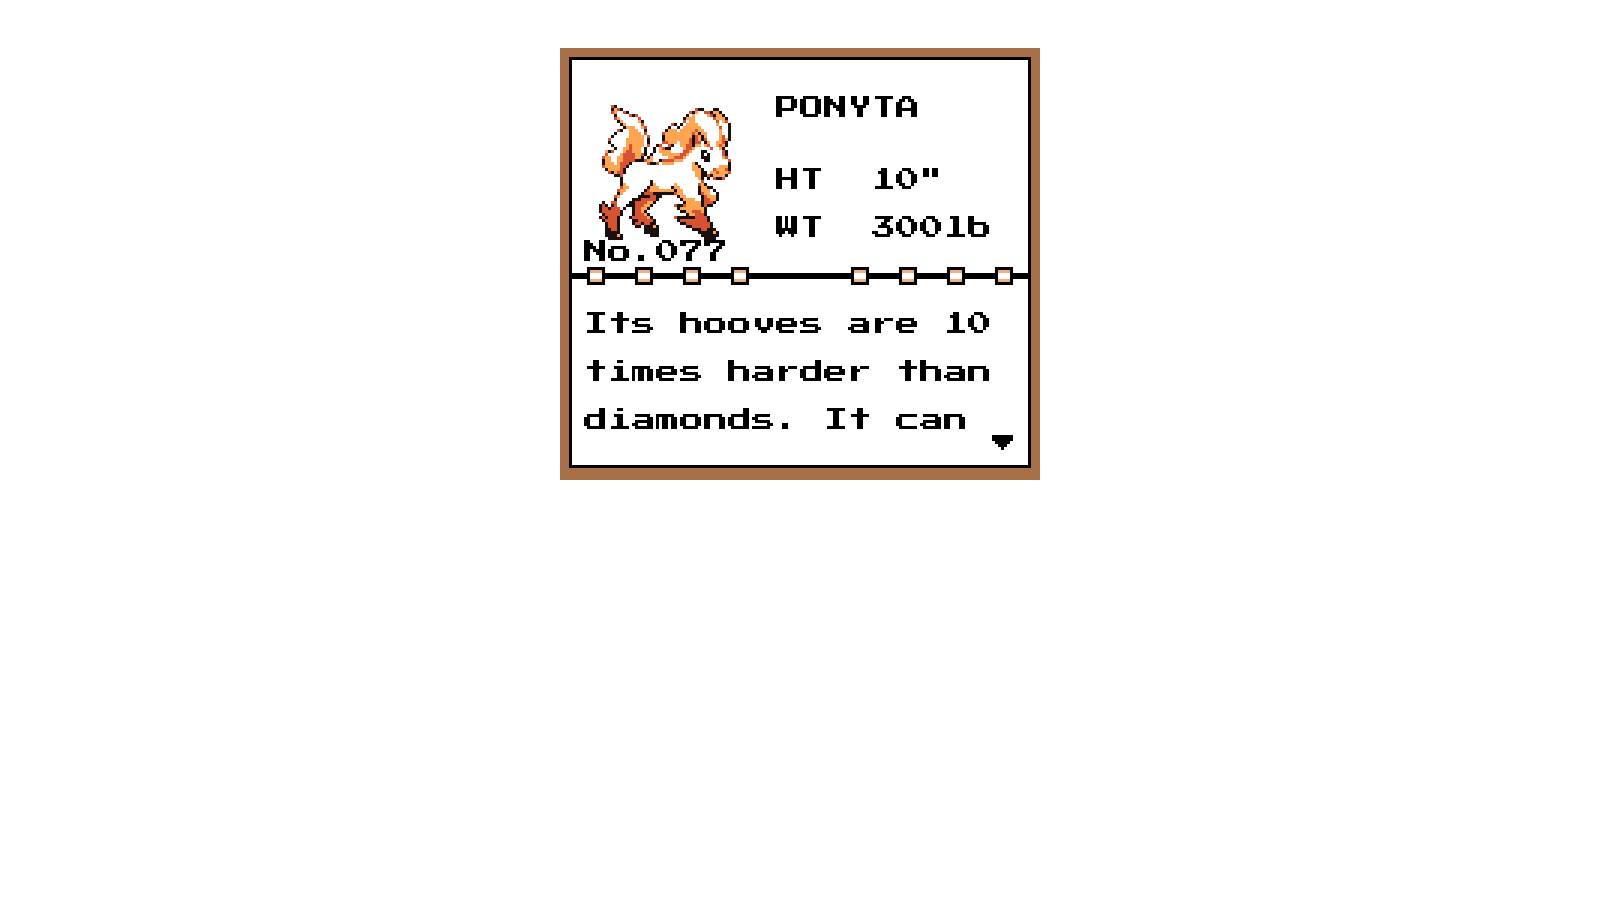 PONYTA
HT 10"
WT 300lb
No.077
Its hooves are 10
times harder than
diamonds. It can